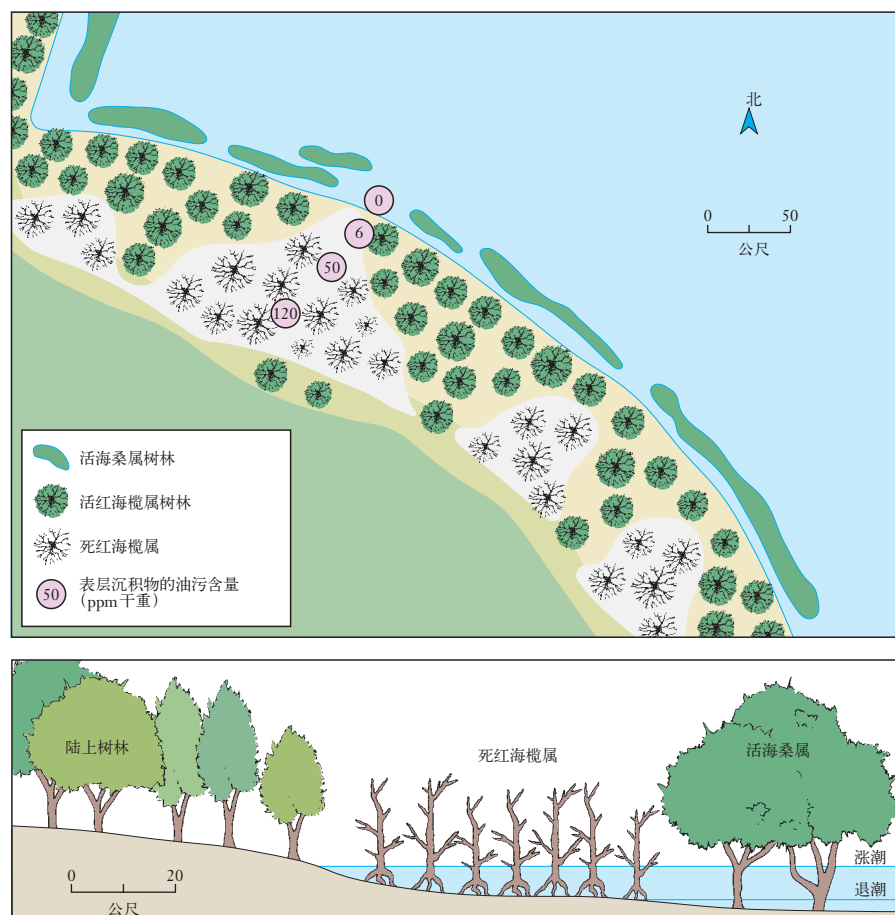 北
0
50
公尺
0
6
50
120
活海桑属树林
活红海榄属树林
死红海榄属
50
表层沉积物的油污含量
(ppm干重)
陆上树林
死红海榄属
活海桑属
涨潮
退潮
0
20
公尺